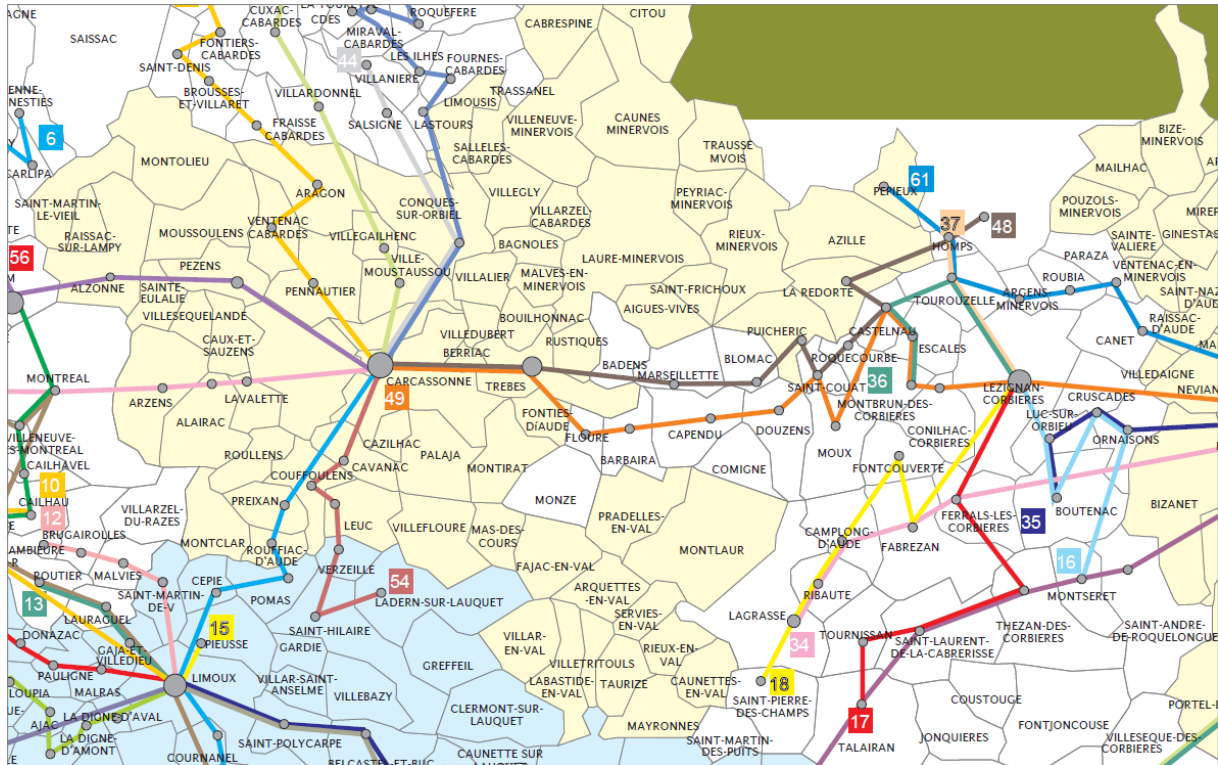 AGNE
SAISSAC
CUXAC-
CABARDES
FONTIERS-
CABARDES
SAINT-DENIS
BROUSSES-
ET-VILLARET
CDES
ROQUEFERE
MIRAVAL-
CABARDES
LES ILHES
44
VILLANIERE
FOURNES-
CABARDES
CABRESPINE
CITOU
ENNE-
NESTIES
6
CARLIPA
VILLARDONNEL
FRAISSE
CABARDES
SALSIGNE
LASTOURS
LIMOUSIS
TRASSANEL
VILLENEUVE-
MINERVOIS
CAUNES
MINERVOIS
SALLELES-
CABARDES
TRAUSSE
MVOIS
BIZE-
MINERVOIS
MAILHAC
MONTOLIEU
ARAGON
SAINT-MARTIN-
LE-VIEIL
RAISSAC-
SUR-LAMPY
MOUSSOULENS
VENTENAC
CABARDES
VILLEGAILHENC
CONQUES-
SUR-ORBIEL
VILLEGLY
VILLARZEL-
CABARDES
PEYRIAC-
MINERVOIS
PEPIEUX
61
POUZOLS-
MINERVOIS
BAGNOLES
RIEUX-
MINERVOIS
AZILLE
37
HOMPS
48
SAINTE-
VALIERE
GINESTAS
56
PEZENS
ALZONNE
SAINTE
EULALIE
VILLESEQUELANDE
PENNAUTIER
VILLE-
MOUSTAUSSOU
VILLALIER
MALVES-EN-
MINERVOIS
LAURE-MINERVOIS
SAINT-FRICHOUX
LA REDORTE
TOUROUZELLE
ARGENS
MINERVOIS
ROUBIA
PARAZA
VENTENAC-EN-
MINERVOIS
SAINT-NAZ
D'AUD
CAUX-ET-
SAUZENS
VILLEDUBERT
BOUILHONNAC
RUSTIQUES
AIGUES-VIVES
PUICHERIC
CASTELNAU
ESCALES
RAISSAC-
D'AUDE
CANET
BERRIAC
CARCASSONNE
49
TREBES
BADENS
MARSEILLETTE
BLOMAC
ROQUECOURBE-
SAINT-COUAT
36
LEZIGNAN-
CORBIERES
VILLEDAIGNE
NEVIAN
MONTREAL
ARZENS
LAVALETTE
ALAIRAC
FONTIES-
DÍAUDE
FLOURE
BARBAIRA
CAPENDU
DOUZENS
MONTBRUN-DES-
CORBIERES
CONILHAC-
CORBIERES
LUC-SUR-
ORBIEU
CRUSCADES
ORNAISONS
VILLENEUVE-
ES-MONTREAL
CAILHAVEL
ROULLENS
COUFFOULENS
CAZILHAC
CAVANAC
PALAJA
MONTIRAT
COMIGNE
MOUX
FONTCOUVERTE
10
CAILHAU
12
VILLARZEL-
DU-RAZES
PREIXAN
LEUC
VILLEFLOURE
MAS-DES-
COURS
MONZE
PRADELLES-
EN-VAL
CAMPLONG-
D'AUDE
FABREZAN
FERRALS-LES-
CORBIERES
35
BOUTENAC
BIZANET
BRUGAIROLLES
MONTCLAR
ROUFFIAC-
D'AUDE
VERZEILLE
FAJAC-EN-VAL
MONTLAUR
16
ROUTIER
13
MALVIES
SAINT-MARTIN-
DE-V
CEPIE
POMAS
54
LADERN-SUR-LAUQUET
ARQUETTES
-EN-VAL
SERVIES-
EN-VAL
RIBAUTE
MONTSERET
LAURAGUEL
SAINT-HILAIRE
LAGRASSE
34
THEZAN-DES-
CORBIERES
SAINT-ANDRE-
DE-ROQUELONGUE
DONAZAC
GAJA-ET-
VILLEDIEU
15
PIEUSSE
GARDIE
VILLAR-
EN-VAL
RIEUX-EN-
VAL
TOURNISSAN
SAINT-LAURENT-
DE-LA-CABRERISSE
PAULIGNE
MALRAS
LIMOUX
VILLAR-SAINT-
ANSELME
GREFFEIL
VILLEBAZY
VILLETRITOULS
LABASTIDE-
EN-VAL
TAURIZE
CAUNETTES-
EN-VAL
18
SAINT-PIERRE-
DES-CHAMPS
COUSTOUGE
LOUPIA
AJAC
LA DIGNE-D'AVAL
LA DIGNE-
D'AMONT
CLERMONT-SUR-
LAUQUET
MAYRONNES
17
FONTJONCOUSE
SAINT-POLYCARPE
SAINT-MARTIN
DES-PUITS
TALAIRAN
JONQUIERES
VILLESEQUE-DES-
CORBIERES
COURNANEL
BELCASTEL-ET-BUC
CAUNETTE SUR